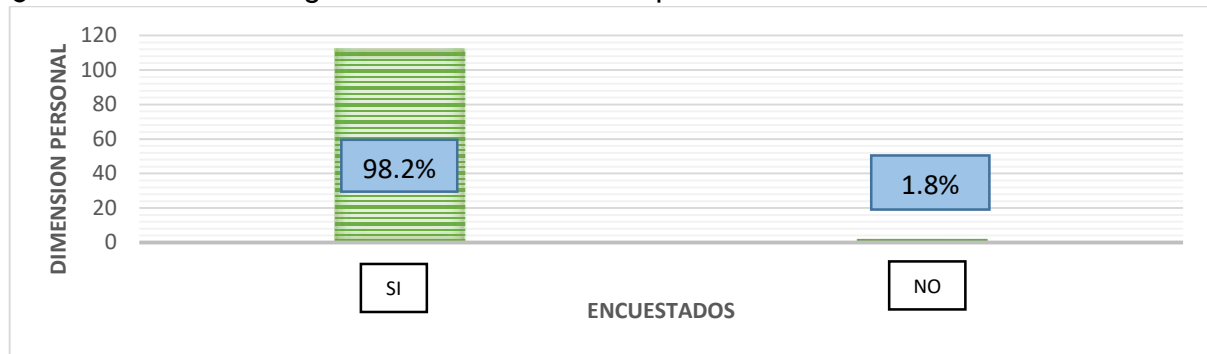 120
100
80
60
40
20
0
DIMENSION PERSONAL
98.2%
1.8%
SI
NO
ENCUESTADOS